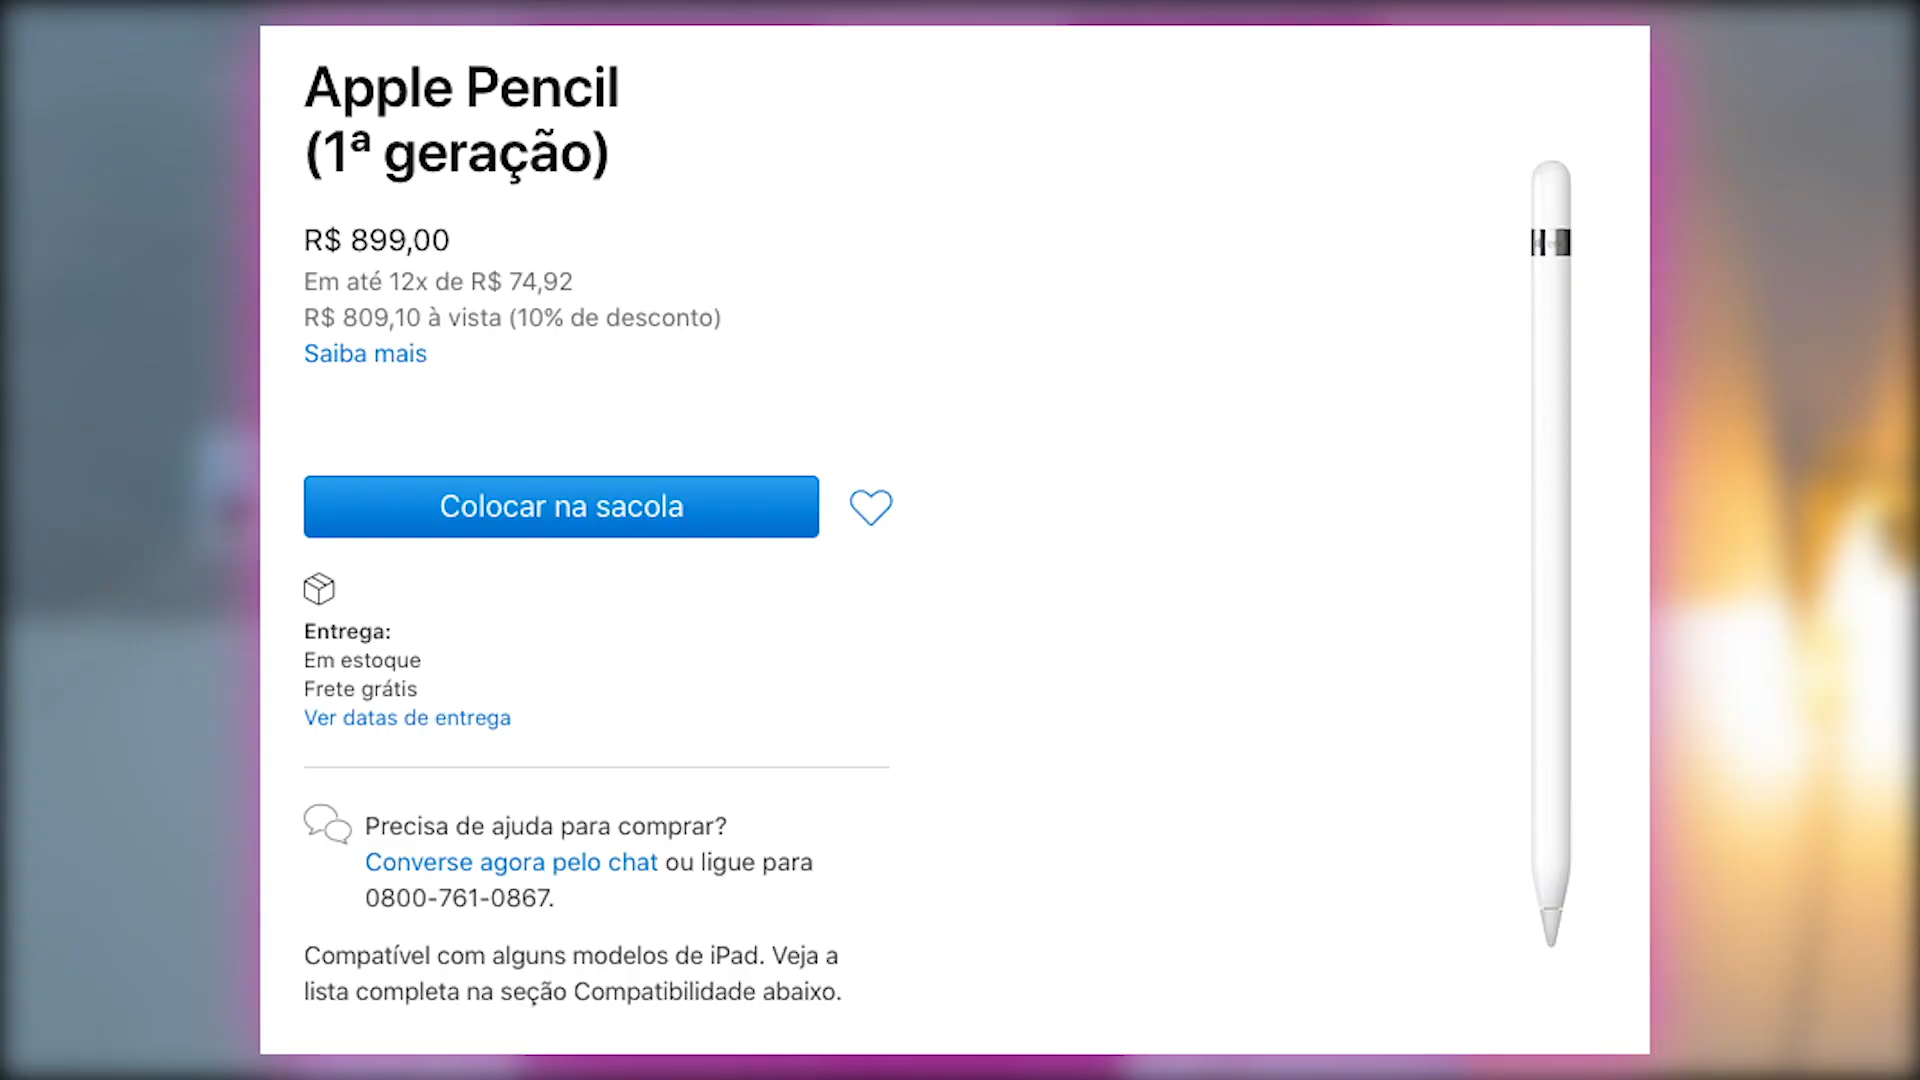 Apple Pencil
(1ª geração)
R$ 899,00
Em até 12x de R$ 74,92
R$ 809,10 à vista (10% de desconto)
Saiba mais
Colocar na sacola
Entrega:
Em estoque
Frete grátis
Ver datas de entrega
Precisa de ajuda para comprar?
Converse agora pelo chat ou ligue para
0800-761-0867.
Compatível com alguns modelos de iPad. Veja a
lista completa na seção Compatibilidade abaixo.